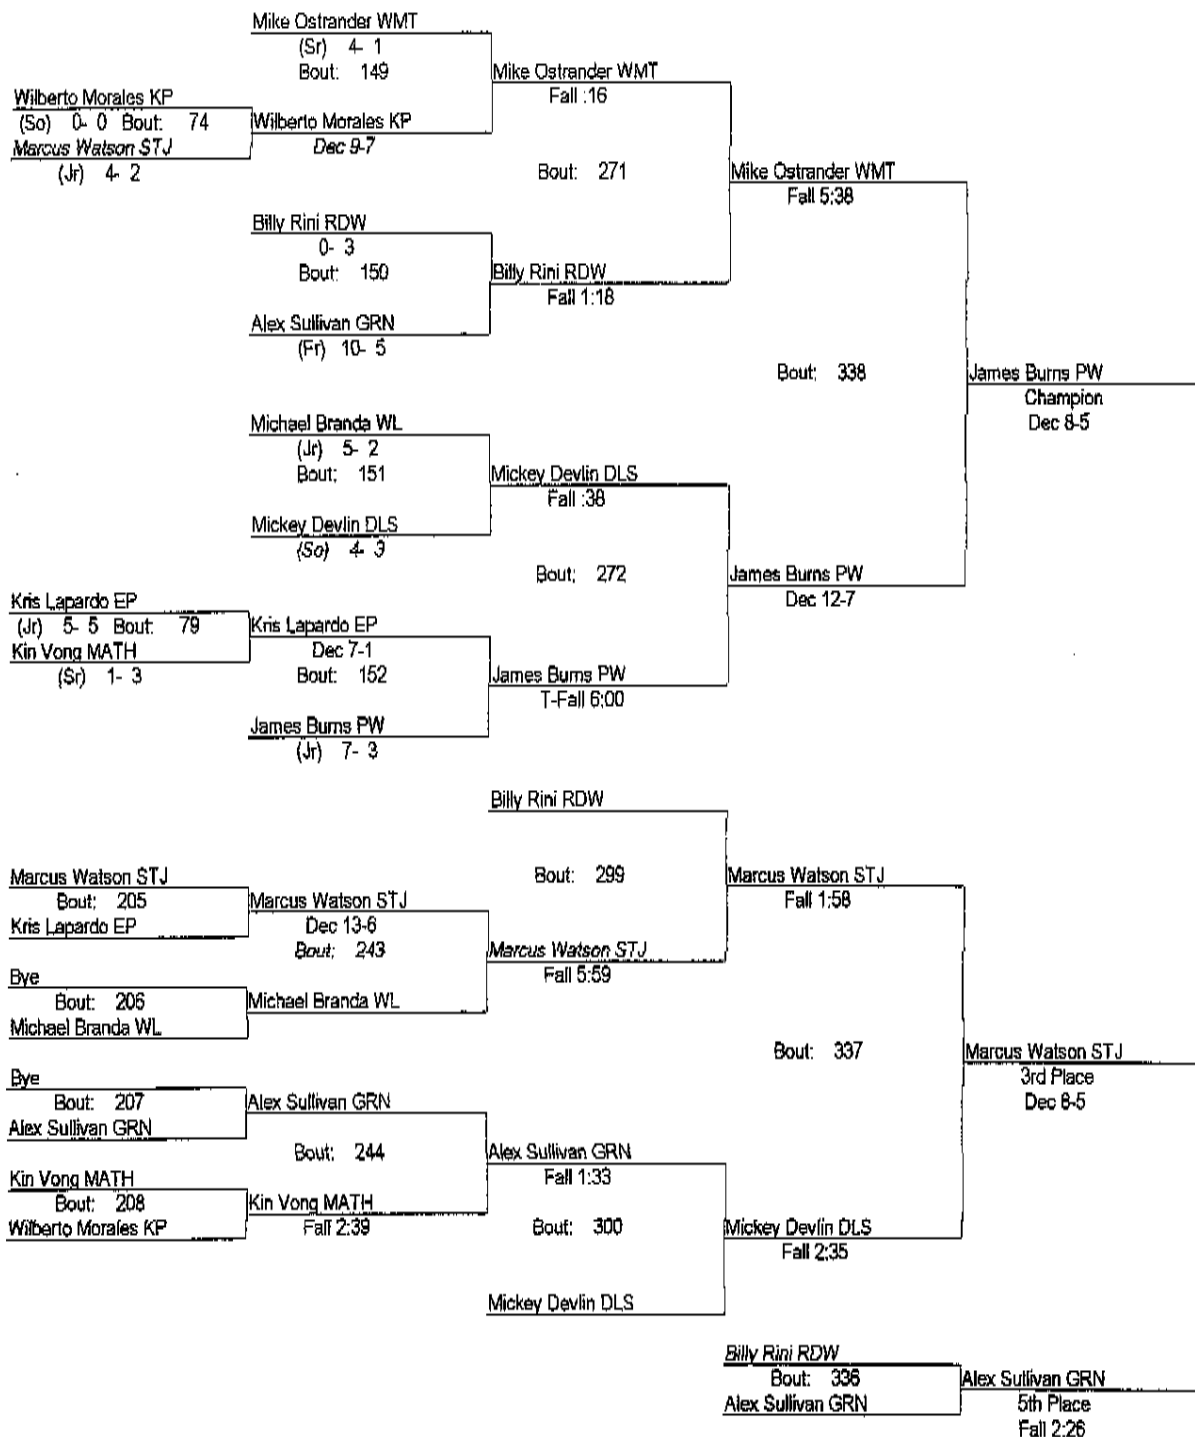 Mike Ostrander WMT
(Sr) 4- 1
Bout: 149
Mike Ostrander WMT
Fall :16
Wilberto Morales KP
(So) 0- 0 Bout: 74
Marcus Watson STJ
(Jr) 4- 2
Wilberto Morales KP
Dec 9-7
Bout: 271
Mike Ostrander WMT
Fall 5:38
Billy Rini RDW
0- 3
Bout: 150
Billy Rini RDW
Fall 1:18
Alex Sullivan GRN
(Fr) 10- 5
Bout: 338
James Burns PW
Champion
Dec 8-5
Michael Branda WL
(Jr) 5- 2
Bout: 151
Mickey Devlin DLS
Fall :38
Mickey Devlin DLS
(So) 4- 3
Bout: 272
James Burns PW
Dec 12-7
Kris Lapardo EP
(Jr) 5- 5 Bout: 79
Kin Vong MATH
(Sr) 1- 3
Kris Lapardo EP
Dec 7-1
Bout: 152
James Burns PW
T-Fall 6:00
James Burns PW
(Jr) 7- 3
Billy Rini RDW
Bout: 299
Marcus Watson STJ
Fall 1:58
Marcus Watson STJ
Bout: 205
Kris Lapardo EP
Marcus Watson STJ
Dec 13-6
Bout: 243
Marcus Watson STJ
Fall 5:59
Bye
Bout: 206
Michael Branda WL
Michael Branda WL
Bout: 337
Marcus Watson STJ
3rd Place
Dec 8-5
Bye
Bout: 207
Alex Sullivan GRN
Alex Sullivan GRN
Bout: 244
Alex Sullivan GRN
Fall 1:33
Kin Vong MATH
Bout: 208
Wilberto Morales KP
Kin Vong MATH
Fall 2:39
Bout: 300
Mickey Devlin DLS
Fall 2:35
Mickey Devlin DLS
Billy Rini RDW
Bout: 336
Alex Sullivan GRN
Alex Sullivan GRN
5th Place
Fall 2:26